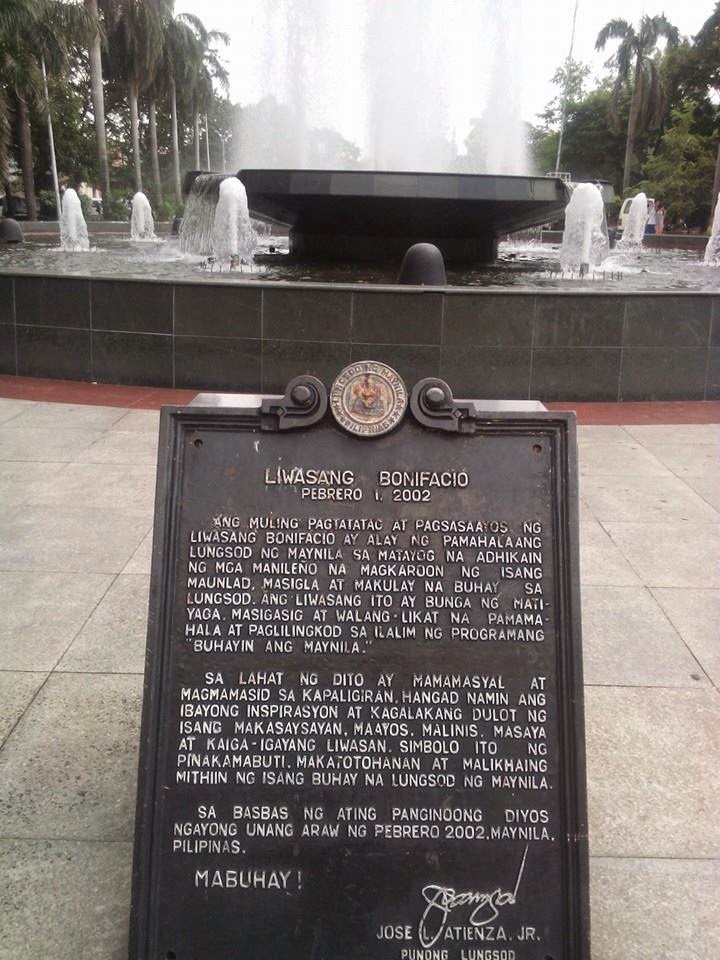 LUNGSOD NG MAYNILA
PILIPINAS
LIWASANG BONIFACIO
PEBRERO 1, 2002
ANG MULING PAGTATATAG AT PAGSASAAYOS NG
LIWASANG BONIFACIO AY ALAY NG PAMAHALAANG
LUNGSOD NG MAYNILA SA MATAYOG NA ADHIKAIN
NG MGA MANILEÑO NA MAGKAROON NG ISANG
MAUNLAD, MASIGLA AT MAKULAY NA BUHAY SA
LUNGSOD. ANG LIWASANG ITO AY BUNGA NG MATI-
YAGA, MASIGASIG AT WALANG-LIKAT NA PAMAMA-
HALA AT PAGLILINGKOD SA ILALIM NG PROGRAMANG
"BUHAYIN ANG MAYNILA."
SA LAHAT NG DITO AY MAMAMASYAL AT
MAGMAMASID SA KAPALIGIRAN, HANGAD NAMIN ANG
IBAYONG INSPIRASYON AT KAGALAKANG DULOT NG
ISANG MAKASAYSAYAN, MAAYOS, MALINIS, MASAYA
AT KAIGA-IGAYANG LIWASAN. SIMBOLO ITO NG
PINAKAMABUTI, MAKATOTOHANAN AT MALIKHAING
MITHIIN NG ISANG BUHAY NA LUNGSOD NG MAYNILA.
SA BASBAS NG ATING PANGINOONG DIYOS
NGAYONG UNANG ARAW NG PEBRERO 2002, MAYNILA,
PILIPINAS.
MABUHAY!
JOSE L. ATIENZA, JR.
PUNONG LUNGSOD